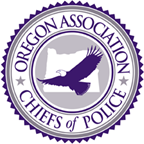 OREGON ASSOCIATION
CHIEFS of POLICE